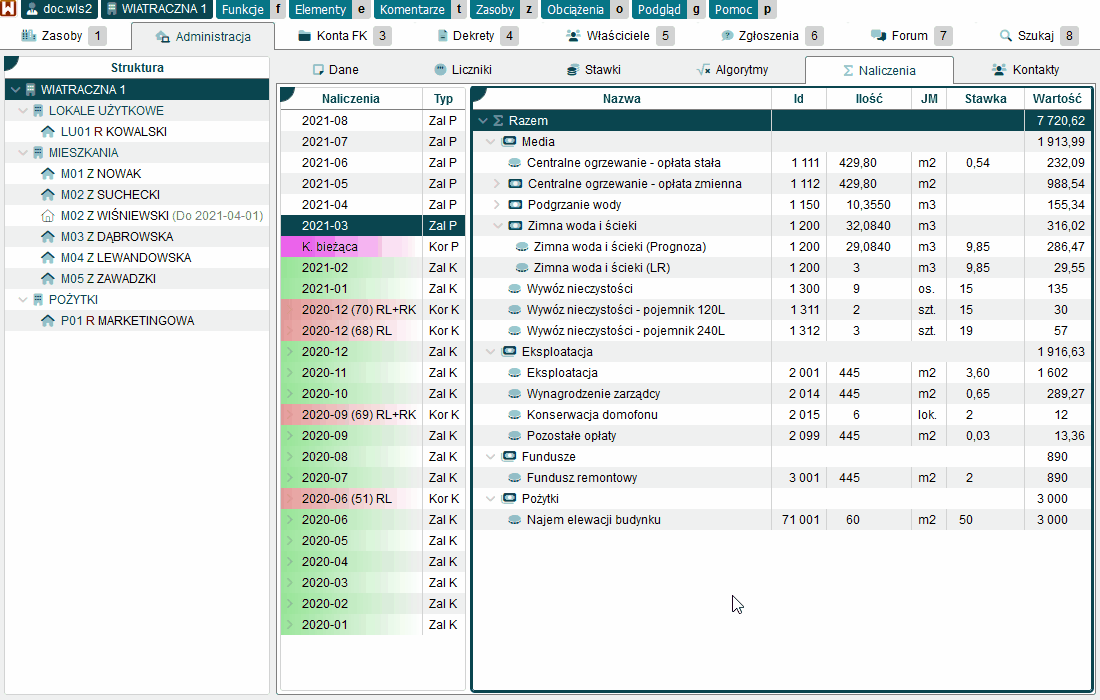 W doc.wls2 WIATRACZNA 1 Funkcje f Elementy e Komentarze t Zasoby z Obciążenia o Podgląd g Pomoc p
Zasoby 1 Administracja Konta FK 3 Dekrety 4 Właściciele 5 Zgłoszenia 6 Forum 7 Szukaj 8
Struktura
WIATRACZNA 1
LOKALE UŻYTKOWE
LU01 R KOWALSKI
MIESZKANIA
M01 Z NOWAK
M02 Z SUCHECKI
M02 Z WIŚNIEWSKI (Do 2021-04-01)
M03 Z DĄBROWSKA
M04 Z LEWANDOWSKA
M05 Z ZAWADZKI
POŻYTKI
P01 R MARKETINGOWA
Dane Liczniki Stawki Algorytmy Naliczenia Kontakty
Naliczenia Typ
2021-08 Zal P
2021-07 Zal P
2021-06 Zal P
2021-05 Zal P
2021-04 Zal P
2021-03 Zal P
K. bieżąca Kor P
2021-02 Zal K
2021-01 Zal K
2020-12 (70) RL+RK Kor K
2020-12 (68) RL Kor K
2020-12 Zal K
2020-11 Zal K
2020-10 Zal K
2020-09 (69) RL+RK Kor K
2020-09 Zal K
2020-08 Zal K
2020-07 Zal K
2020-06 (51) RL Kor K
2020-06 Zal K
2020-05 Zal K
2020-04 Zal K
2020-03 Zal K
2020-02 Zal K
2020-01 Zal K
Nazwa Id Ilość JM Stawka Wartość
Σ Razem 7 720,62
Media 1 913,99
Centralne ogrzewanie - opłata stała 1 111 429,80 m2 0,54 232,09
Centralne ogrzewanie - opłata zmienna 1 112 429,80 m2 988,54
Podgrzanie wody 1 150 10,3550 m3 155,34
Zimna woda i ścieki 1 200 32,0840 m3 316,02
Zimna woda i ścieki (Prognoza) 1 200 29,0840 m3 9,85 286,47
Zimna woda i ścieki (LR) 1 200 3 m3 9,85 29,55
Wywóz nieczystości 1 300 9 os. 15 135
Wywóz nieczystości - pojemnik 120L 1 311 2 szt. 15 30
Wywóz nieczystości - pojemnik 240L 1 312 3 szt. 19 57
Eksploatacja 1 916,63
Eksploatacja 2 001 445 m2 3,60 1 602
Wynagrodzenie zarządcy 2 014 445 m2 0,65 289,27
Konserwacja domofonu 2 015 6 lok. 2 12
Pozostałe opłaty 2 099 445 m2 0,03 13,36
Fundusze 890
Fundusz remontowy 3 001 445 m2 2 890
Pożytki 3 000
Najem elewacji budynku 71 001 60 m2 50 3 000